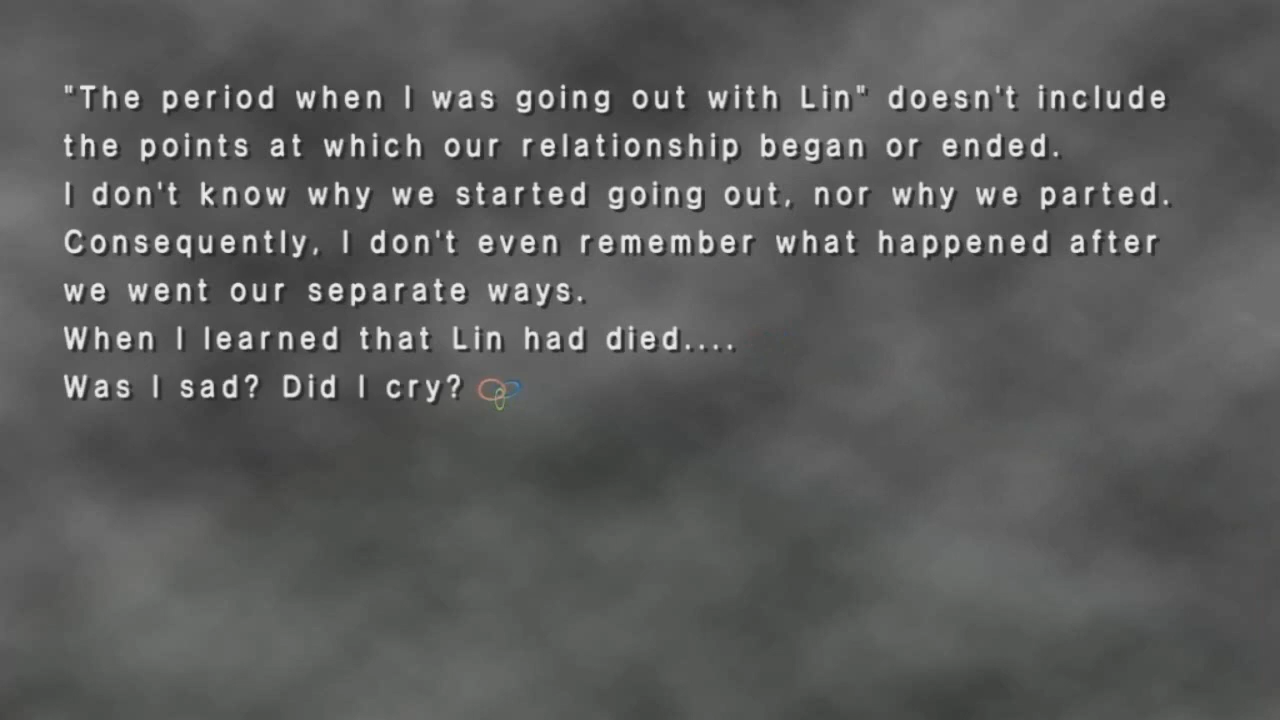 "The period when I was going out with Lin" doesn't include
the points at which our relationship began or ended.
I don't know why we started going out, nor why we parted.
Consequently, I don't even remember what happened after
we went our separate ways.
When I learned that Lin had died....
Was I sad? Did I cry?